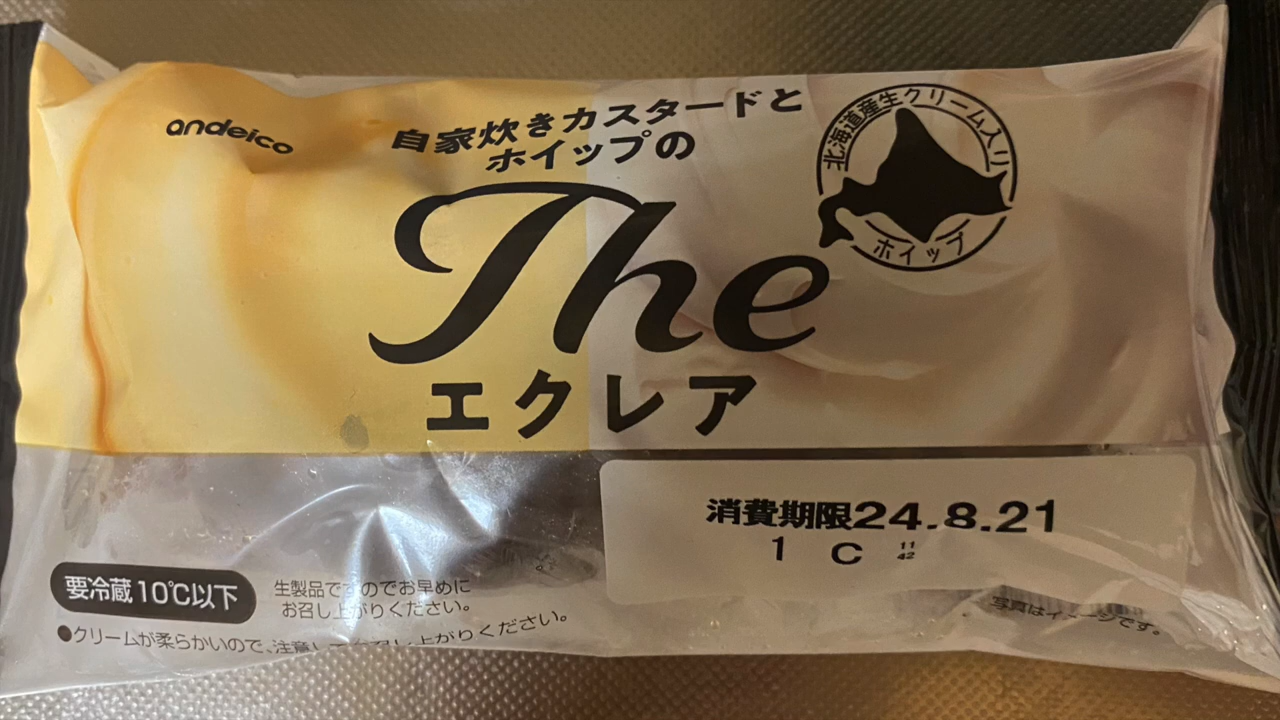 andeico
自家炊きカスタードと
ホイップの
The
エクレア
北海道産生クリーム入り
ホイップ
消費期限24.8.21
1 C 11
42
要冷蔵10℃以下
生製品ですのでお早めに
お召し上がりください。
●クリームが柔らかいので、注意してお召し上がりください。
写真はイメージです。